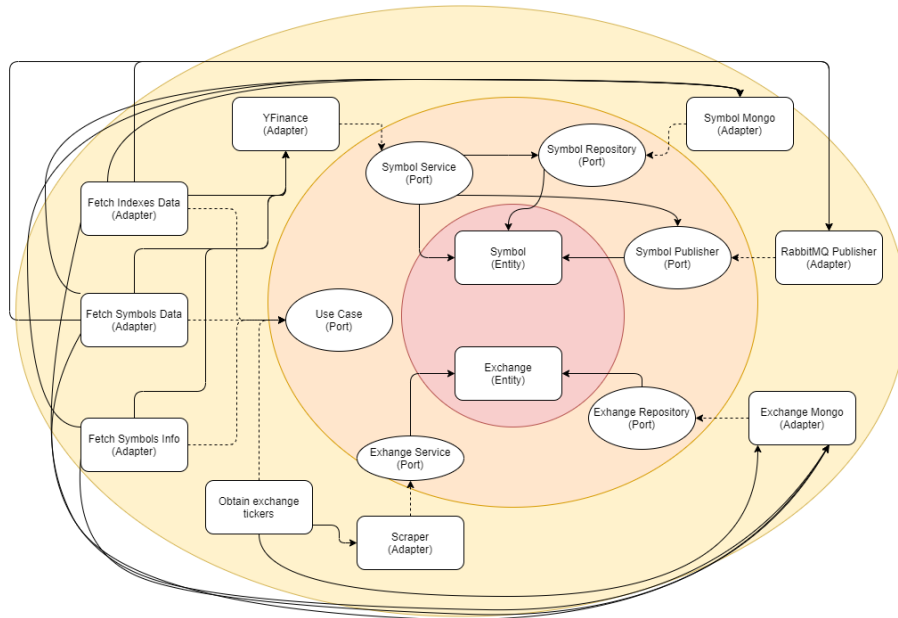 YFinance
(Adapter)
Symbol Mongo
(Adapter)
Symbol Service
(Port)
Symbol Repository
(Port)
Fetch Indexes Data
(Adapter)
Symbol
(Entity)
Symbol Publisher
(Port)
RabbitMQ Publisher
(Adapter)
Fetch Symbols Data
(Adapter)
Use Case
(Port)
Exchange
(Entity)
Fetch Symbols Info
(Adapter)
Exhange Service
(Port)
Exhange Repository
(Port)
Exchange Mongo
(Adapter)
Obtain exchange
tickers
Scraper
(Adapter)